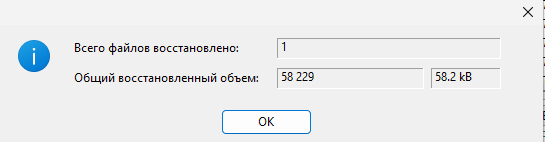 Всего файлов восстановлено: 1
Общий восстановленный объем: 58 229 58.2 kB
OK